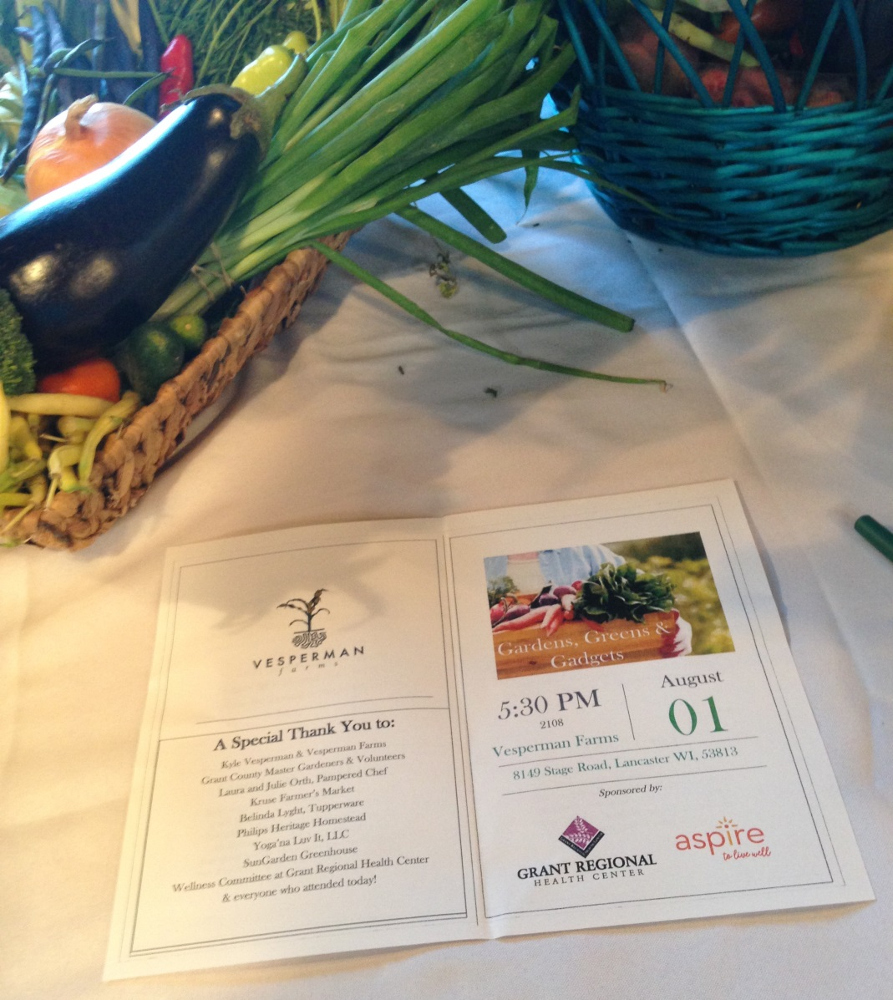 VESPERMAN
farms
A Special Thank You to:
Kyle Vesperman & Vesperman Farms
Grant County Master Gardeners & Volunteers
Laura and Julie Orth, Pampered Chef
Kruse Farmer's Market
Belinda Lyght, Tupperware
Philips Heritage Homestead
Yoga'na Luv It, LLC
SunGarden Greenhouse
Wellness Committee at Grant Regional Health Center
& everyone who attended today!
Gardens, Greens &
Gadgets
5:30 PM
2108
Vesperman Farms
August
01
8149 Stage Road, Lancaster WI, 53813
Sponsored by:
GRANT REGIONAL
HEALTH CENTER
aspire
to live well